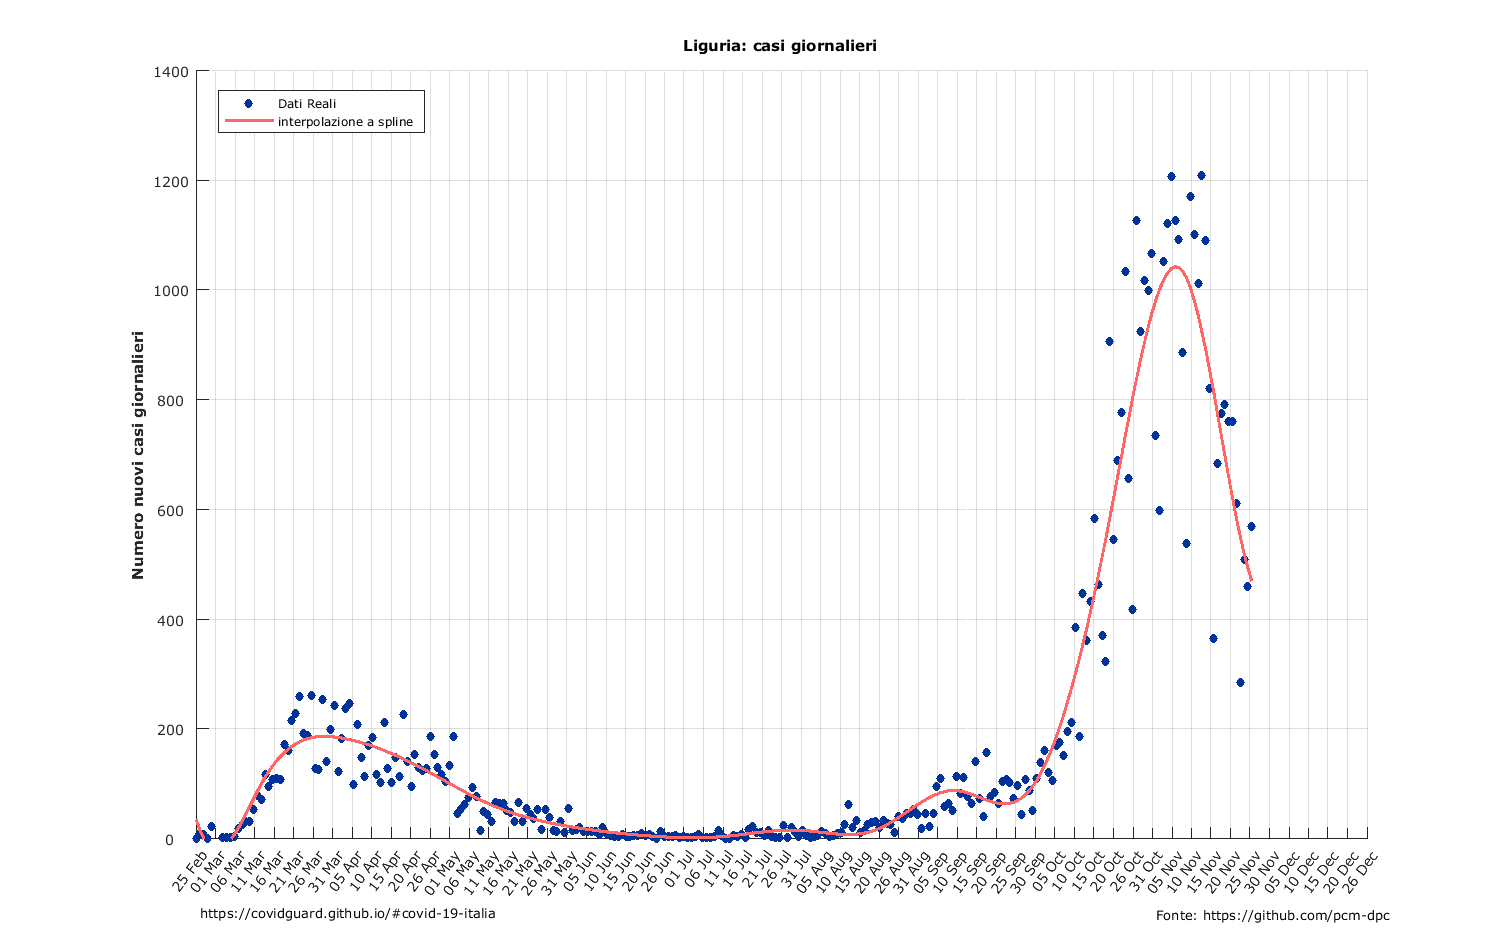 Liguria: casi giornalieri
1400
1200
1000
800
600
400
200
0
Numero nuovi casi giornalieri
Dati Reali
interpolazione a spline
25 Feb
01 Mar
06 Mar
11 Mar
16 Mar
21 Mar
26 Mar
31 Mar
05 Apr
10 Apr
15 Apr
20 Apr
26 Apr
01 May
06 May
11 May
16 May
21 May
26 May
31 May
05 Jun
10 Jun
15 Jun
20 Jun
26 Jun
01 Jul
06 Jul
11 Jul
16 Jul
21 Jul
26 Jul
31 Jul
05 Aug
10 Aug
15 Aug
20 Aug
26 Aug
31 Aug
05 Sep
10 Sep
15 Sep
20 Sep
25 Sep
30 Sep
05 Oct
10 Oct
15 Oct
20 Oct
26 Oct
31 Oct
05 Nov
10 Nov
15 Nov
20 Nov
25 Nov
30 Nov
05 Dec
10 Dec
15 Dec
20 Dec
26 Dec
https://covidguard.github.io/#covid-19-italia
Fonte: https://github.com/pcm-dpc